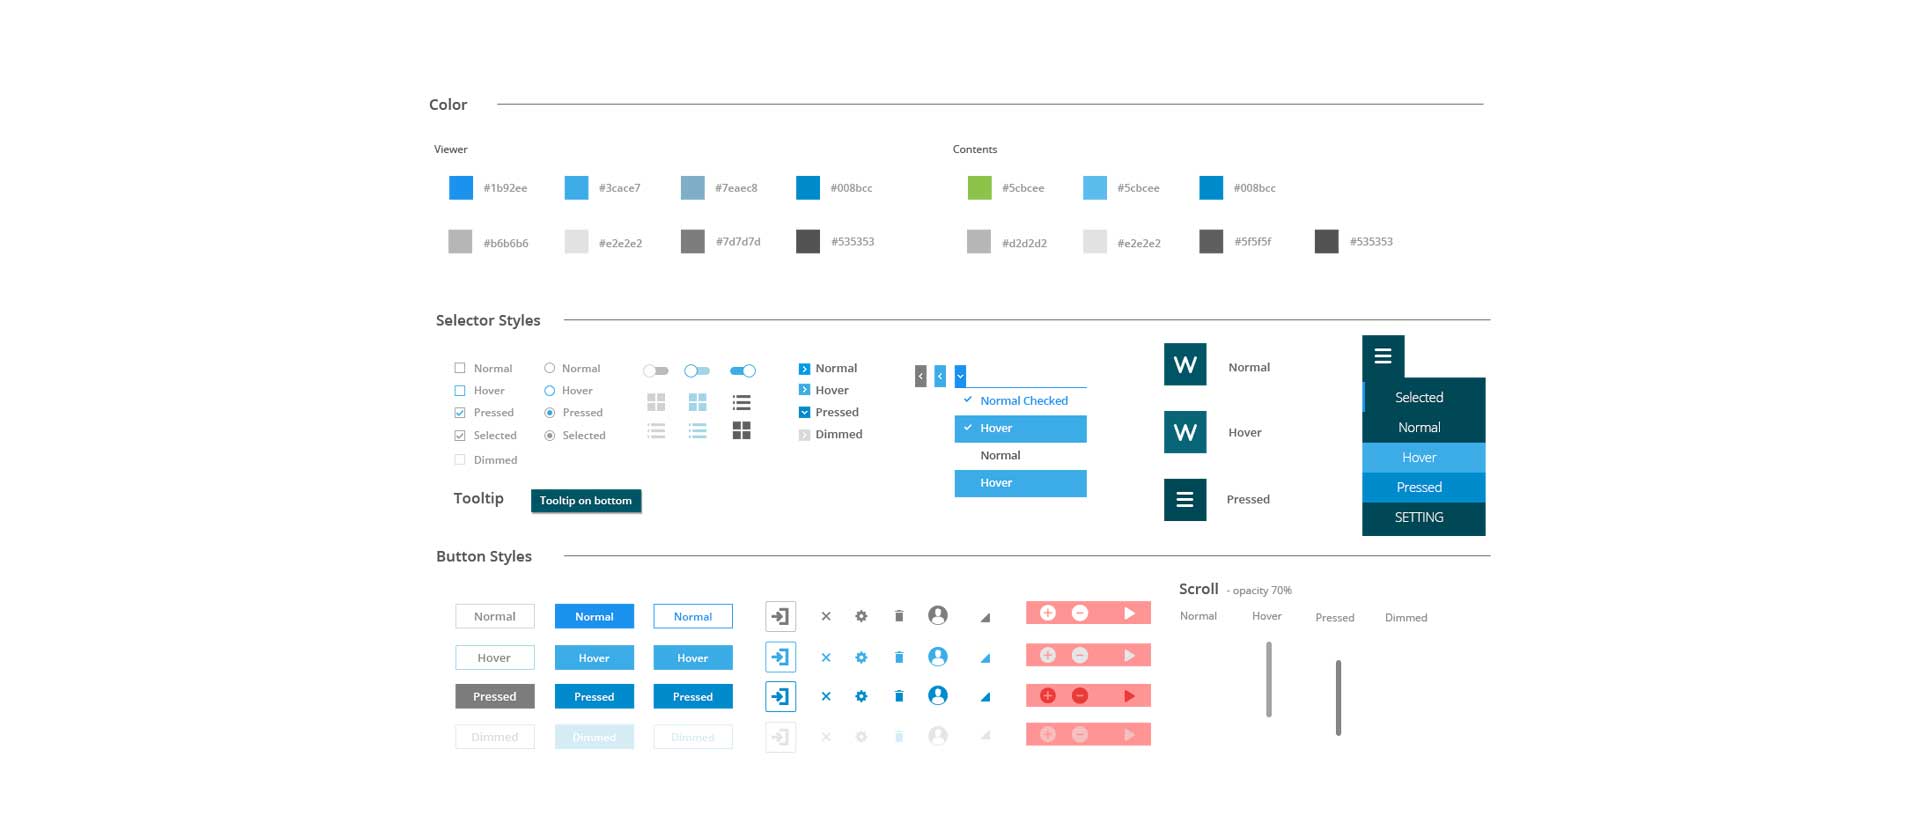 Color
Viewer
Contents
#1b92ee #3cace7 #7eaec8 #008bcc
#5cbcee #5cbcee #008bcc
#b6b6b6 #e2e2e2 #7d7d7d #535353
#d2d2d2 #e2e2e2 #5f5f5f #535353
Selector Styles
Normal
Hover
Pressed
Selected
Dimmed
Normal
Hover
Pressed
Selected
Normal
Hover
Pressed
Dimmed
Normal Checked
Hover
Normal
Hover
W Normal
W Hover
Pressed
Selected
Normal
Hover
Pressed
SETTING
Tooltip
Tooltip on bottom
Button Styles
Normal Normal Normal
Hover Hover Hover
Pressed Pressed Pressed
Dimmed Dimmed Dimmed
Scroll - opacity 70%
Normal Hover Pressed Dimmed